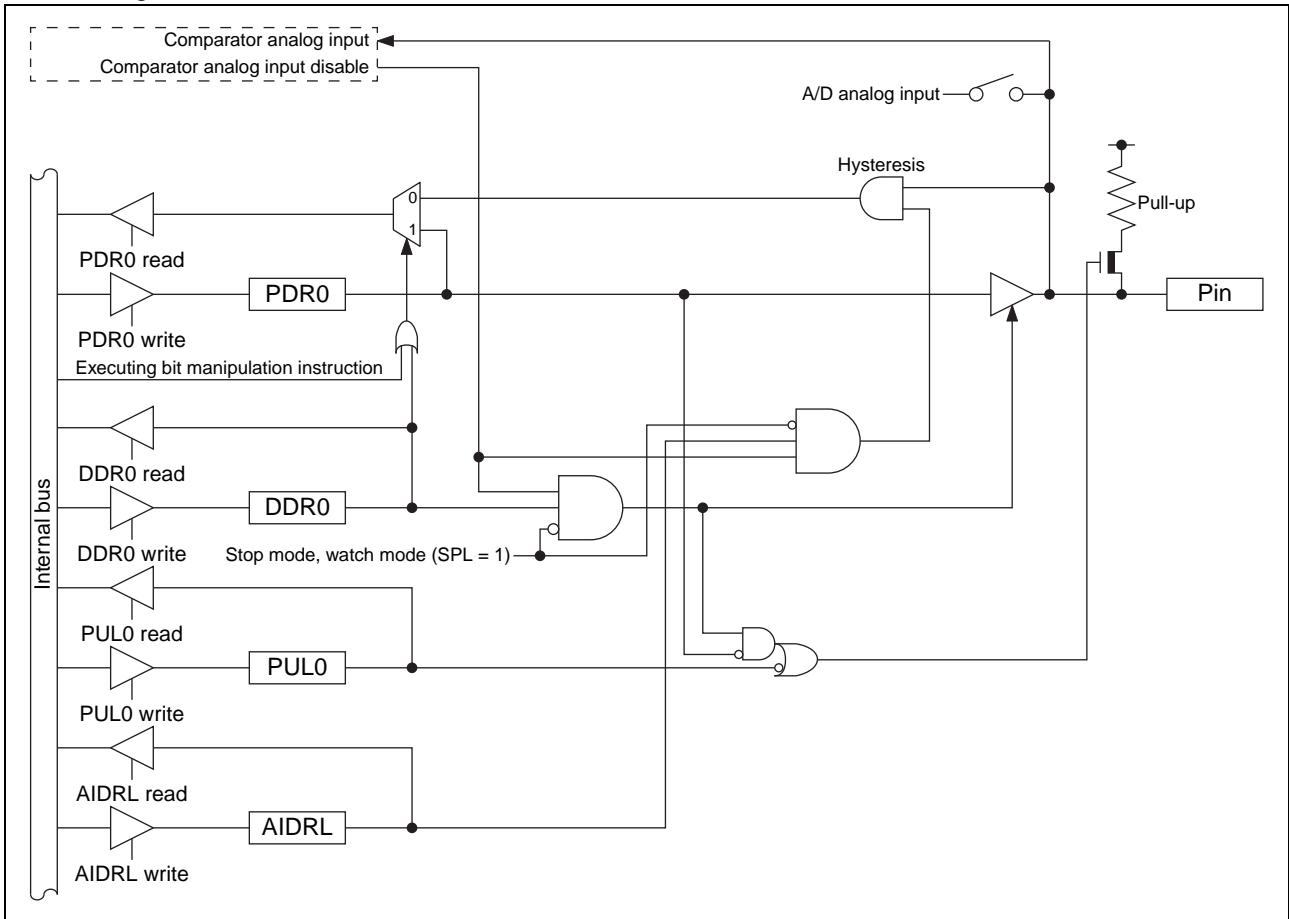 Comparator analog input
Comparator analog input disable
A/D analog input
Hysteresis
Pull-up
0
1
PDR0 read
PDR0
Pin
PDR0 write
Executing bit manipulation instruction
DDR0 read
DDR0
DDR0 write
Stop mode, watch mode (SPL = 1)
Internal bus
PUL0 read
PUL0
PUL0 write
AIDRL read
AIDRL
AIDRL write